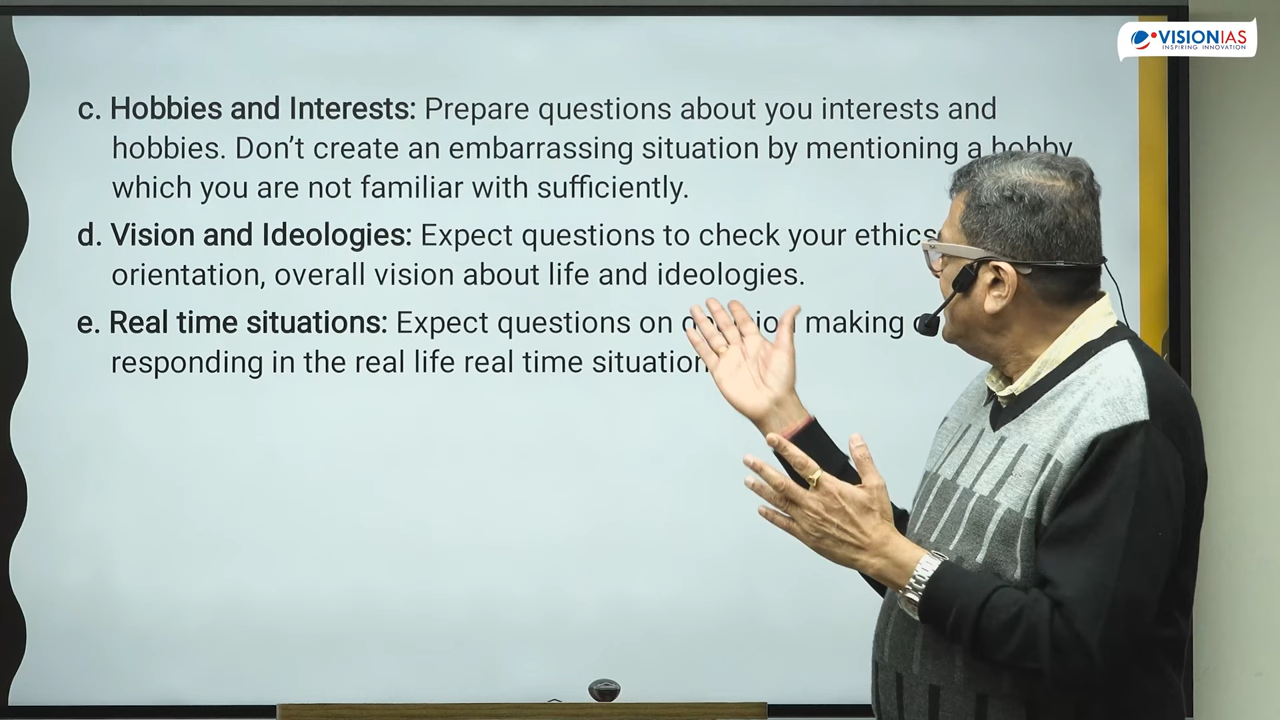 VISIONIAS
INSPIRING INNOVATION
c. Hobbies and Interests: Prepare questions about you interests and
hobbies. Don't create an embarrassing situation by mentioning a hobby
which you are not familiar with sufficiently.
d. Vision and Ideologies: Expect questions to check your ethics
orientation, overall vision about life and ideologies.
e. Real time situations: Expect questions on making
responding in the real life real time situation